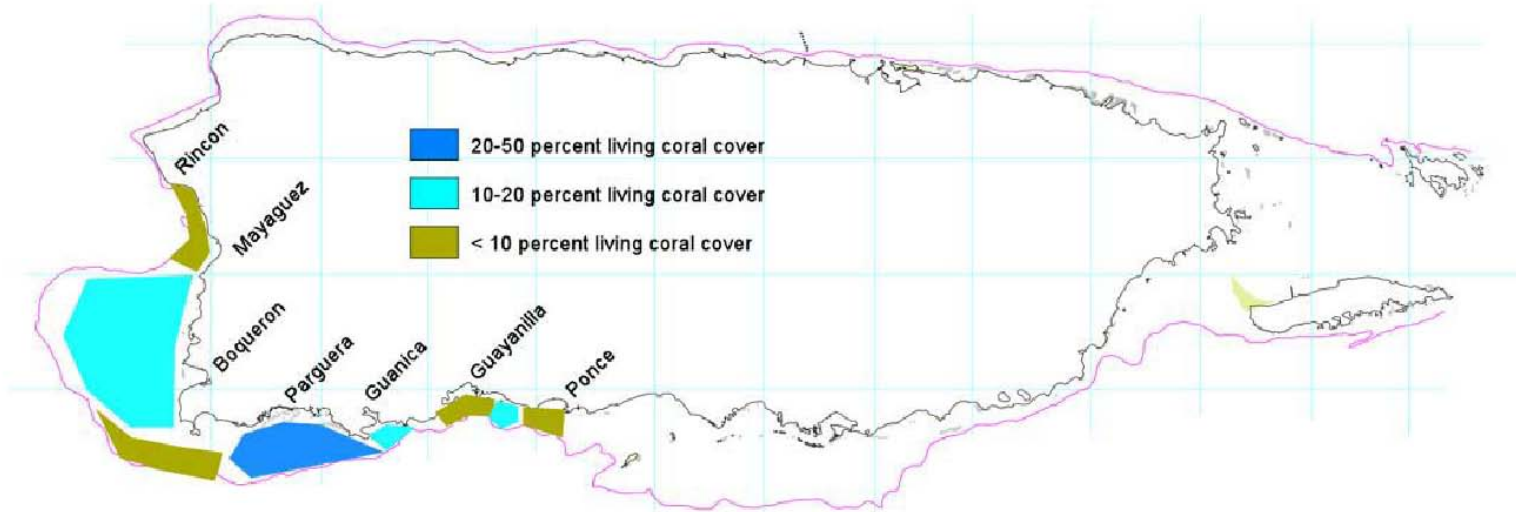 Rincon
20-50 percent living coral cover
10-20 percent living coral cover
Mayaguez
< 10 percent living coral cover
Boqueron
Parguera
Guanica
Guayanilla
Ponce